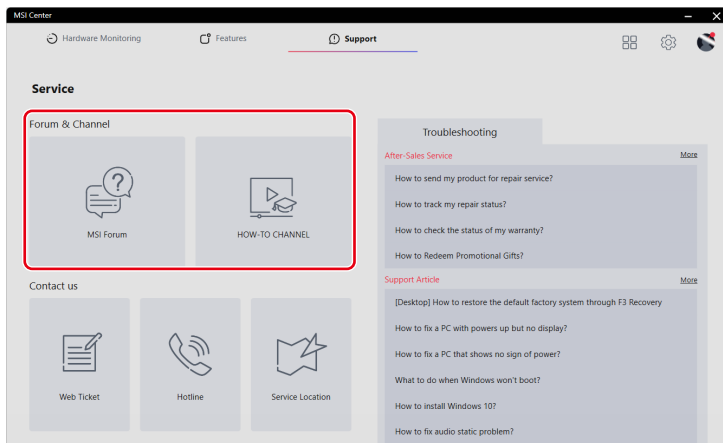 MSI Center
Hardware Monitoring
Features
Support
Service
Forum & Channel
MSI Forum
HOW-TO CHANNEL
Contact us
Web Ticket
Hotline
Service Location
Troubleshooting
After-Sales Service
More
How to send my product for repair service?
How to track my repair status?
How to check the status of my warranty?
How to Redeem Promotional Gifts?
Support Article
More
[Desktop] How to restore the default factory system through F3 Recovery
How to fix a PC with powers up but no display?
How to fix a PC that shows no sign of power?
What to do when Windows won't boot?
How to install Windows 10?
How to fix audio static problem?